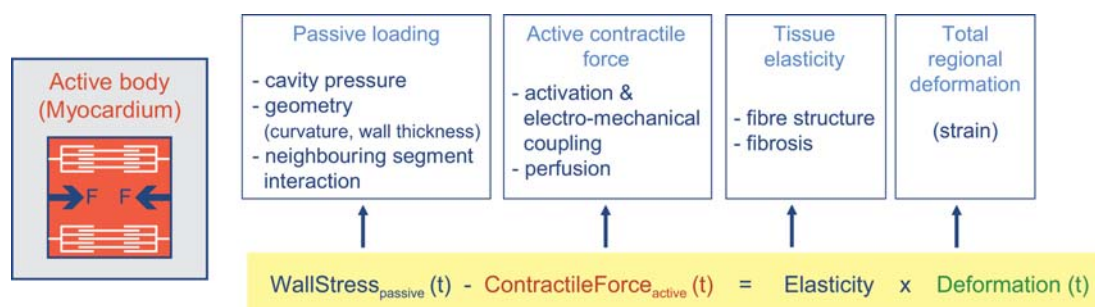 Active body
(Myocardium)
F F
Passive loading
- cavity pressure
- geometry
(curvature, wall thickness)
- neighbouring segment
interaction
Active contractile
force
- activation &
electro-mechanical
coupling
- perfusion
Tissue
elasticity
- fibre structure
- fibrosis
Total
regional
deformation
(strain)
WallStress passive (t) - ContractileForce active (t) = Elasticity x Deformation (t)